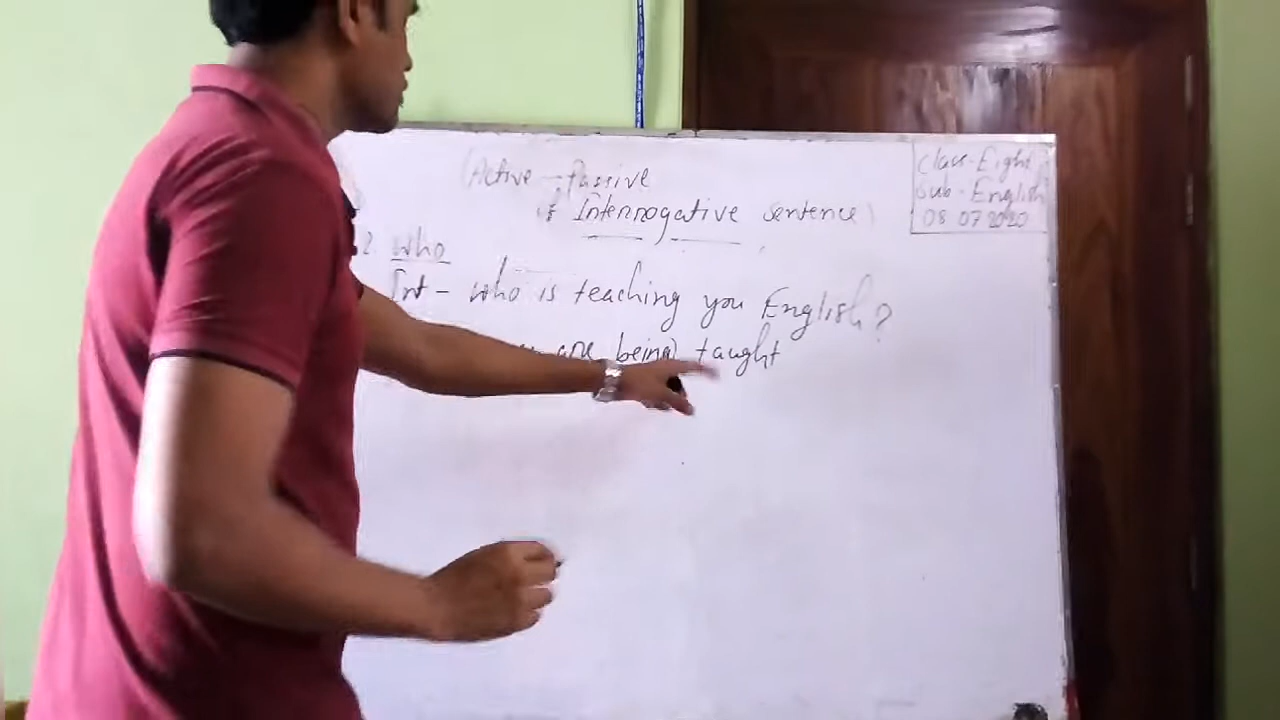 (Active – Passive
Class-Eight
Sub-English
08 07 2020
Interrogative sentence)
2. Who
Int – Who is teaching you English?
are being taught